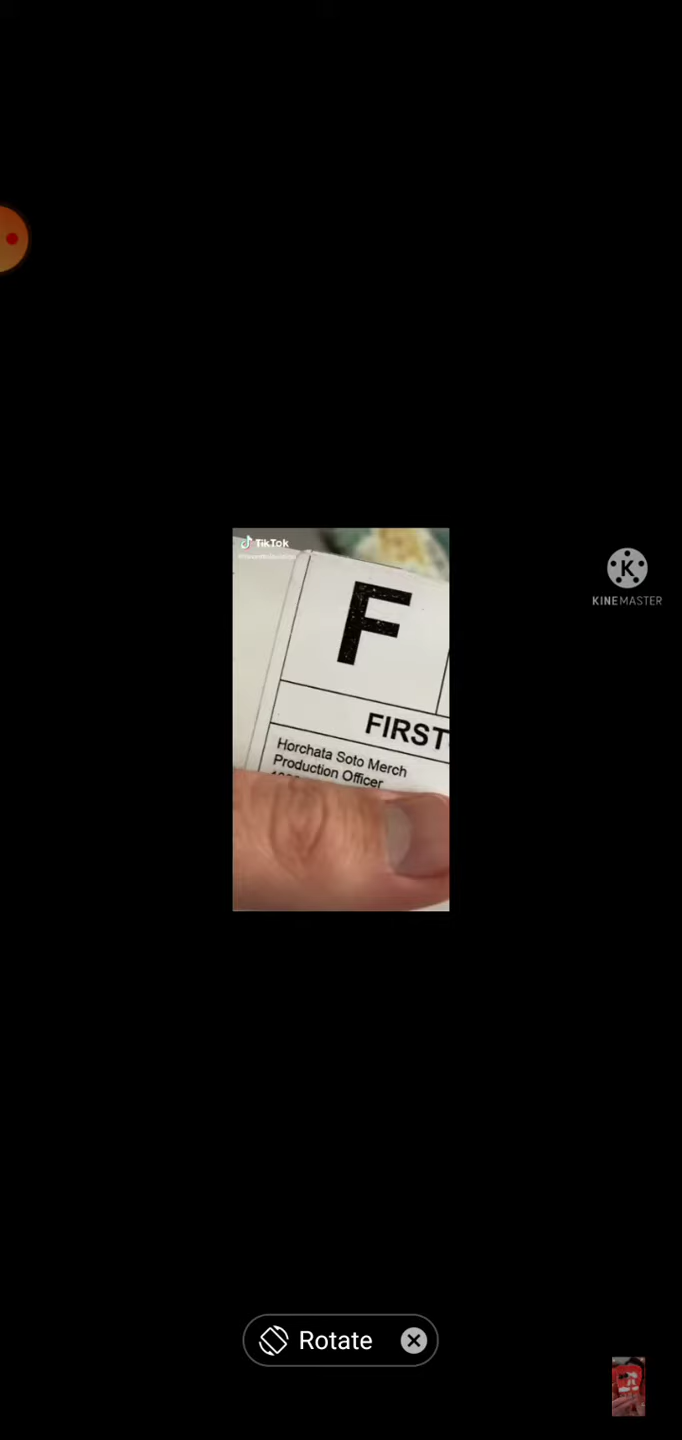 TikTok
F
FIRST
Horchata Soto Merch
Production Officer
K
KINEMASTER
Rotate